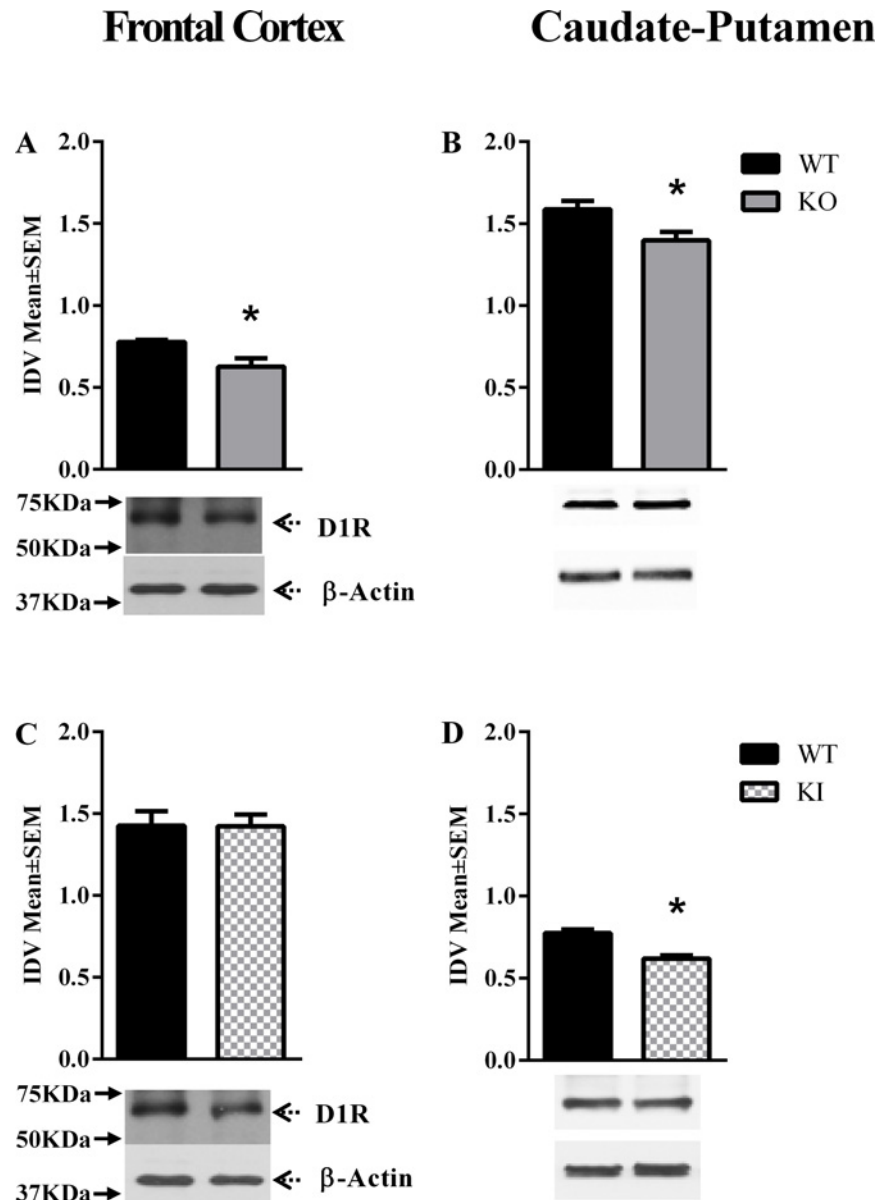 Frontal Cortex
Caudate-Putamen
A
2.0
1.5
1.0
0.5
0.0
IDV Mean±SEM
*
75KDa
50KDa
37KDa
D1R
β-Actin
B
2.0
1.5
1.0
0.5
0.0
*
WT
KO
C
2.0
1.5
1.0
0.5
0.0
IDV Mean±SEM
75KDa
50KDa
37KDa
D1R
β-Actin
D
2.0
1.5
1.0
0.5
0.0
IDV Mean±SEM
*
WT
KI